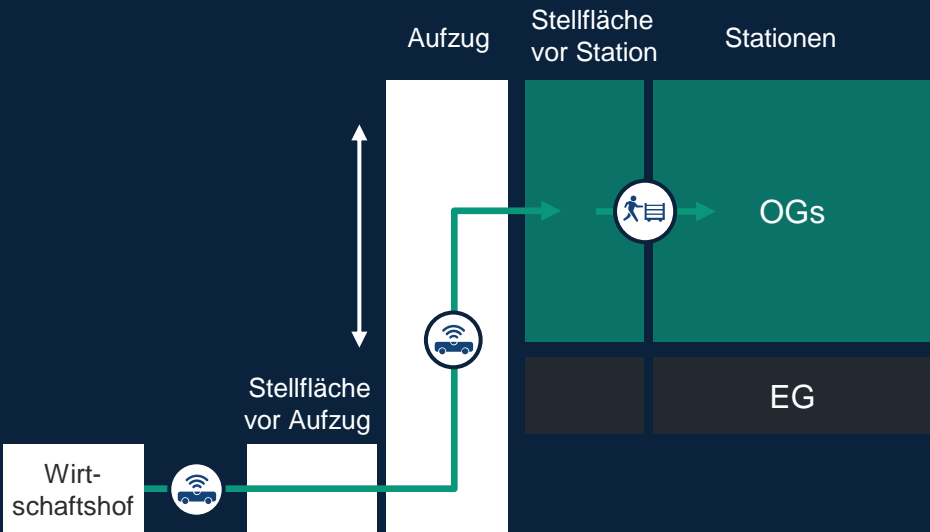 Aufzug
Stellfläche
vor Station
Stationen
OGs
EG
Stellfläche
vor Aufzug
Wirt-
schaftshof